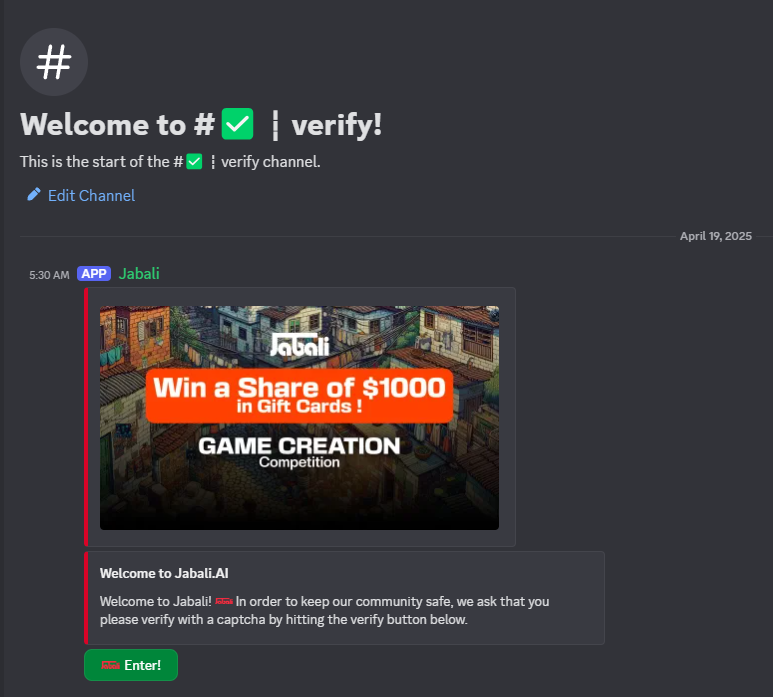 #
Welcome to #✅ ¦ verify!
This is the start of the #✅ ¦ verify channel.
Edit Channel
April 19, 2025
5:30 AM APP Jabali
Jabali
Win a Share of $1000
in Gift Cards !
GAME CREATION
Competition
Welcome to Jabali.AI
Welcome to Jabali! In order to keep our community safe, we ask that you
please verify with a captcha by hitting the verify button below.
Enter!